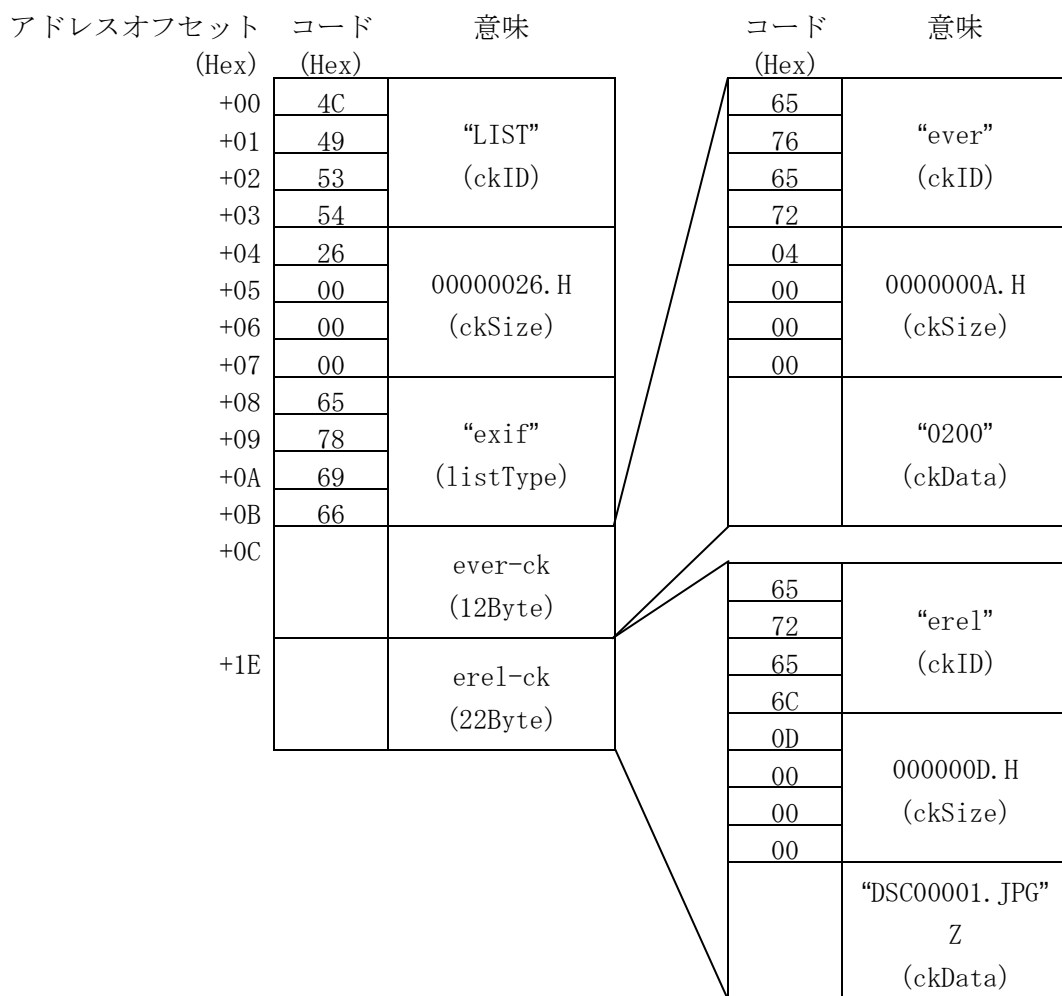 アドレスオフセット コード 意味
(Hex) (Hex)
+00 4C
+01 49 “LIST”
+02 53 (ckID)
+03 54
+04 26
+05 00 00000026.H
+06 00 (ckSize)
+07 00
+08 65
+09 78 “exif”
+0A 69 (listType)
+0B 66
+0C ever-ck
(12Byte)
+1E erel-ck
(22Byte)
コード 意味
(Hex)
65
76 “ever”
65 (ckID)
72
04
00 0000000A.H
00 (ckSize)
00
“0200”
(ckData)
65
72 “erel”
65 (ckID)
6C
0D
00 000000D.H
00 (ckSize)
00
“DSC00001.JPG”
Z
(ckData)